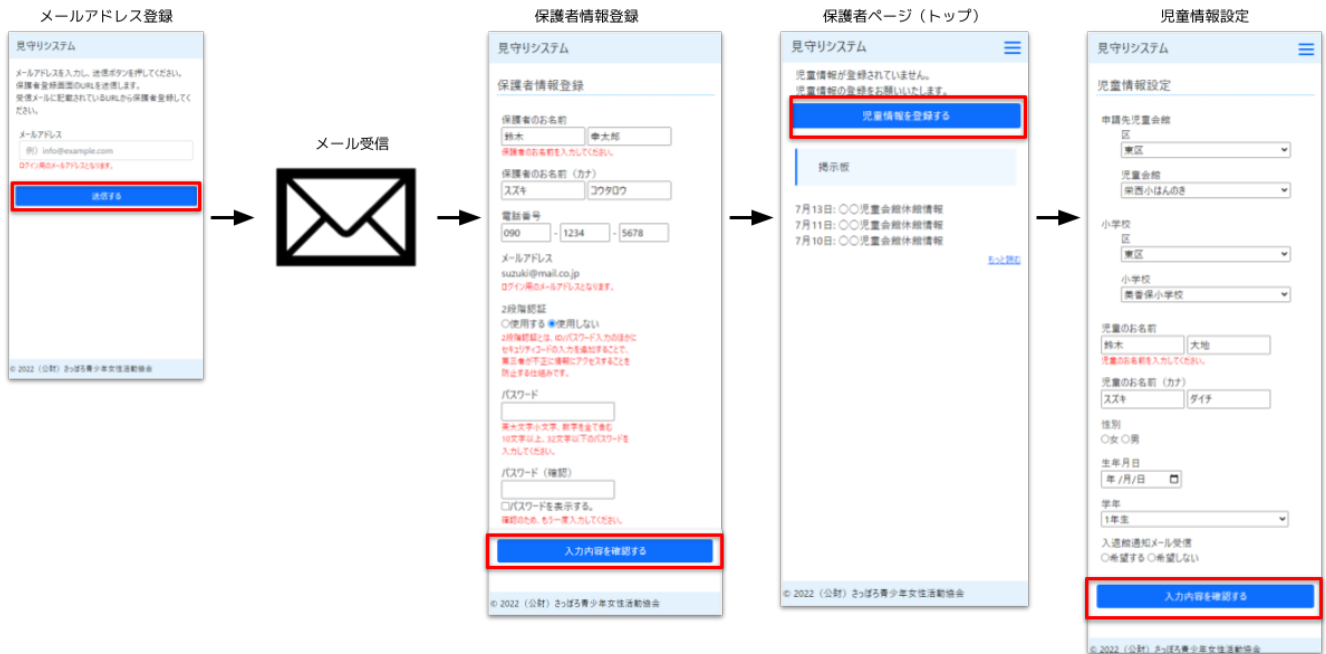 メールアドレス登録
見守りシステム
メールアドレスを入力し、送信ボタンを押してください。
保護者登録画面のURLを送信します。
受信メールに記載されているURLから保護者登録してく
ださい。
メールアドレス
例）info@example.com
ログイン用のメールアドレスとなります。
送信する
© 2022（公財）さっぽろ青少年女性活動協会
メール受信
保護者情報登録
見守りシステム
保護者情報登録
保護者のお名前
鈴木 幸太郎
保護者のお名前を入力してください。
保護者のお名前（カナ）
スズキ コウタロウ
電話番号
090 - 1234 - 5678
メールアドレス
suzuki@mail.co.jp
ログイン用のメールアドレスとなります。
2段階認証
使用する 使用しない
2段階認証とは、ID/パスワード入力のほかに
セキュリティコードの入力を追加することで、
第三者が不正に情報にアクセスすることを
防止する仕組みです。
パスワード
英大文字小文字、数字を全て含む
10文字以上、32文字以下のパスワードを
入力してください。
パスワード（確認）
パスワードを表示する。
確認のため、もう一度入力してください。
入力内容を確認する
© 2022（公財）さっぽろ青少年女性活動協会
保護者ページ（トップ）
見守りシステム
児童情報が登録されていません。
児童情報の登録をお願いいたします。
児童情報を登録する
掲示板
7月13日: 〇〇児童会館休館情報
7月11日: 〇〇児童会館休館情報
7月10日: 〇〇児童会館休館情報
もっと読む
© 2022（公財）さっぽろ青少年女性活動協会
児童情報設定
見守りシステム
児童情報設定
申請先児童会館
区
東区
児童会館
栄西小はんのき
小学校
区
東区
小学校
美香保小学校
児童のお名前
鈴木 大地
児童のお名前を入力してください。
児童のお名前（カナ）
スズキ ダイチ
性別
女 男
生年月日
年/月/日
学年
1年生
入退館通知メール受信
希望する 希望しない
入力内容を確認する
© 2022（公財）さっぽろ青少年女性活動協会